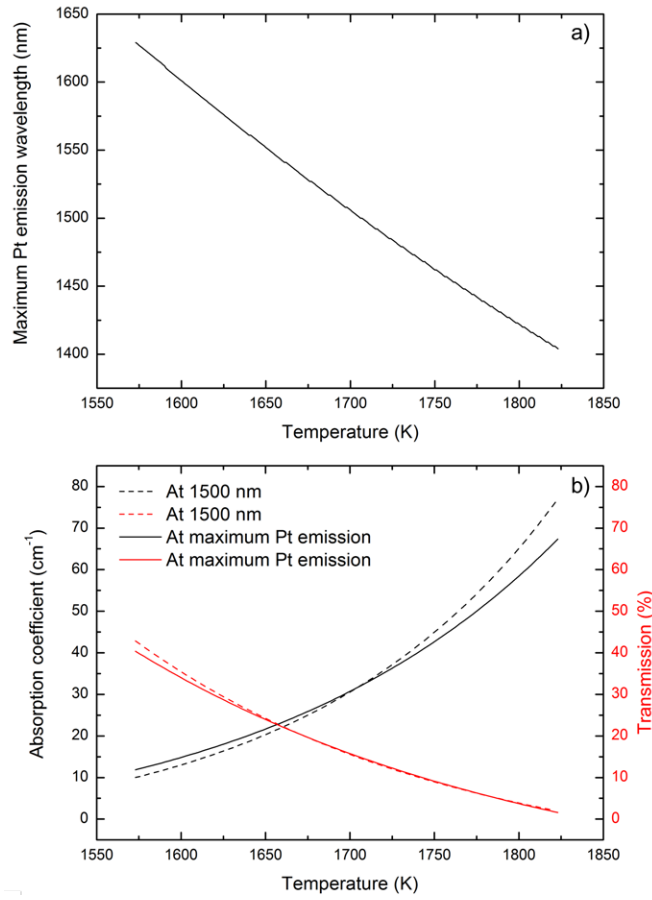 a)
Maximum Pt emission wavelength (nm)
1650
1600
1550
1500
1450
1400
1550 1600 1650 1700 1750 1800 1850
Temperature (K)
b)
At 1500 nm
At 1500 nm
At maximum Pt emission
At maximum Pt emission
Absorption coefficient (cm⁻¹)
80
70
60
50
40
30
20
10
0
80
70
60
50
40
30
20
10
0
Transmission (%)
1550 1600 1650 1700 1750 1800 1850
Temperature (K)